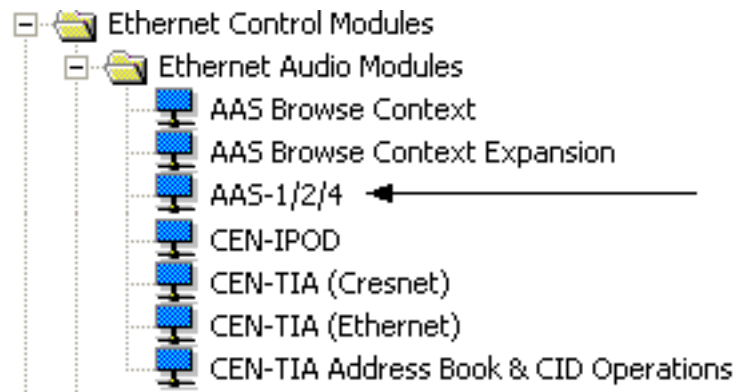 Ethernet Control Modules
Ethernet Audio Modules
AAS Browse Context
AAS Browse Context Expansion
AAS-1/2/4
CEN-IPOD
CEN-TIA (Cresnet)
CEN-TIA (Ethernet)
CEN-TIA Address Book & CID Operations